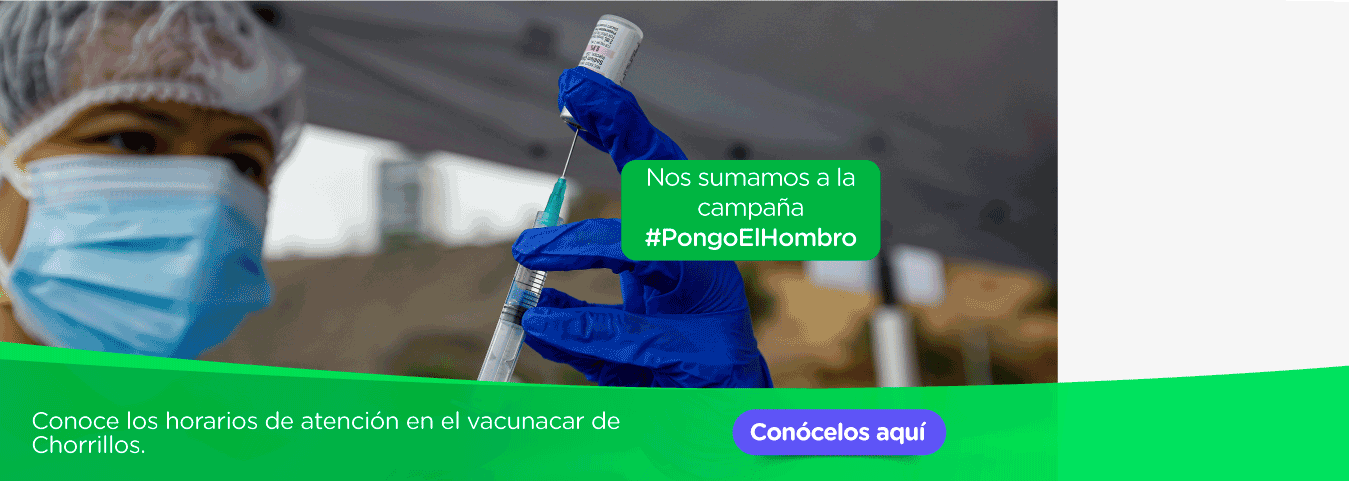 Nos sumamos a la
campaña
#PongoElHombro
Conoce los horarios de atención en el vacunacar de
Chorrillos.
Conócelos aquí